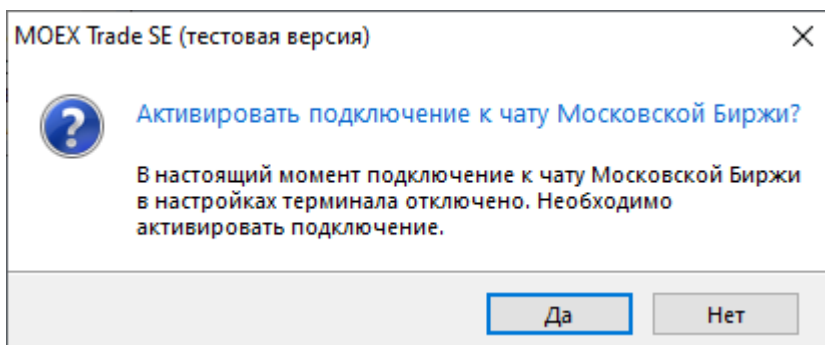 MOEX Trade SE (тестовая версия)
Активировать подключение к чату Московской Биржи?
В настоящий момент подключение к чату Московской Биржи
в настройках терминала отключено. Необходимо
активировать подключение.
Да Нет